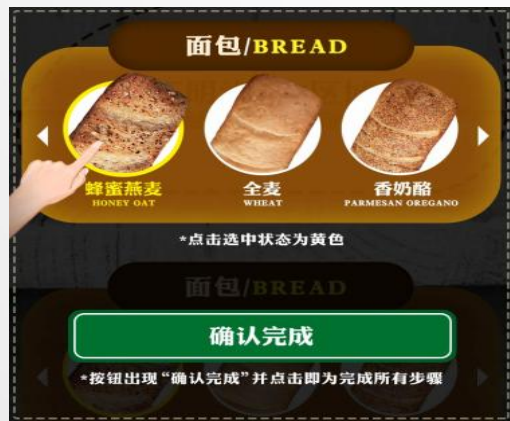 面包/BREAD
蜂蜜燕麦 全麦 香奶酪
HONEY OAT WHEAT PARMESAN OREGANO
*点击选中状态为黄色
面包/BREAD
确认完成
*按钮出现“确认完成”并点击即为完成所有步骤